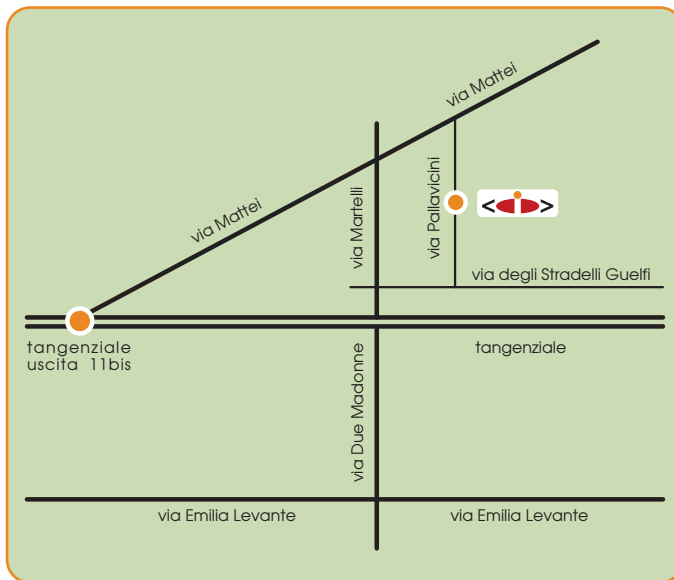 via Mattei
via Mattei
via Martelli
via Pallavicini
via degli Stradelli Guelfi
tangenziale
uscita 11bis
tangenziale
via Due Madonne
via Emilia Levante
via Emilia Levante